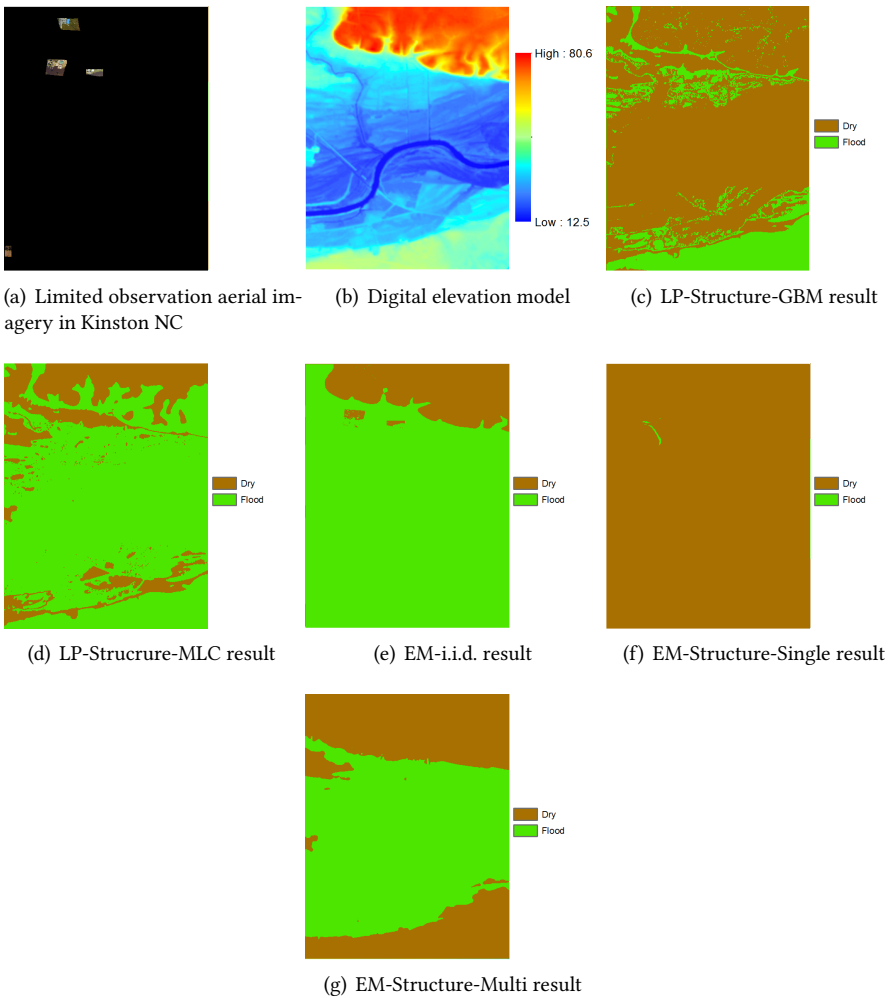 High : 80.6
Low : 12.5
Dry
Flood
(a) Limited observation aerial im-
agery in Kinston NC
(b) Digital elevation model
(c) LP-Structure-GBM result
Dry
Flood
Dry
Flood
Dry
Flood
(d) LP-Strucrure-MLC result
(e) EM-i.i.d. result
(f) EM-Structure-Single result
Dry
Flood
(g) EM-Structure-Multi result